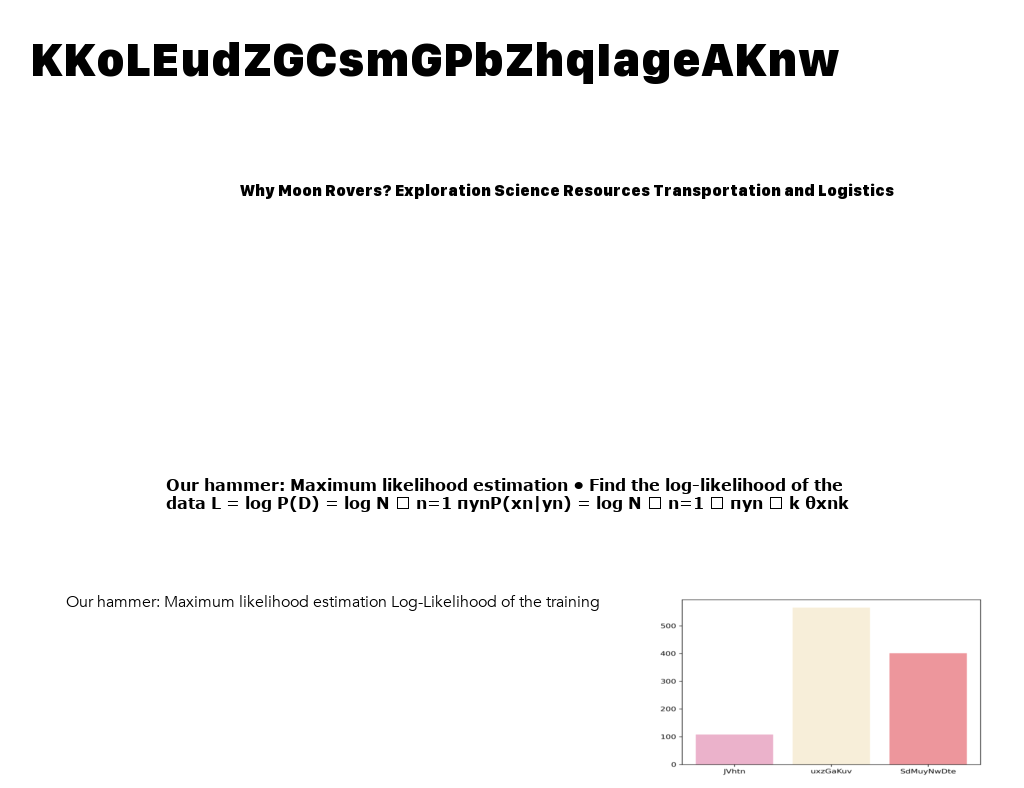 KKoLEudZGCsmGPbZhqIageAKnw
Why Moon Rovers? Exploration Science Resources Transportation and Logistics
Our hammer: Maximum likelihood estimation • Find the log-likelihood of the
data L = log P(D) = log N □ n=1 πynP(xn|yn) = log N □ n=1 □ πyn □ k θxnk
Our hammer: Maximum likelihood estimation Log-Likelihood of the training
500
400
300
200
100
0
JVhtn uxzGaKuv SdMuyNwDte